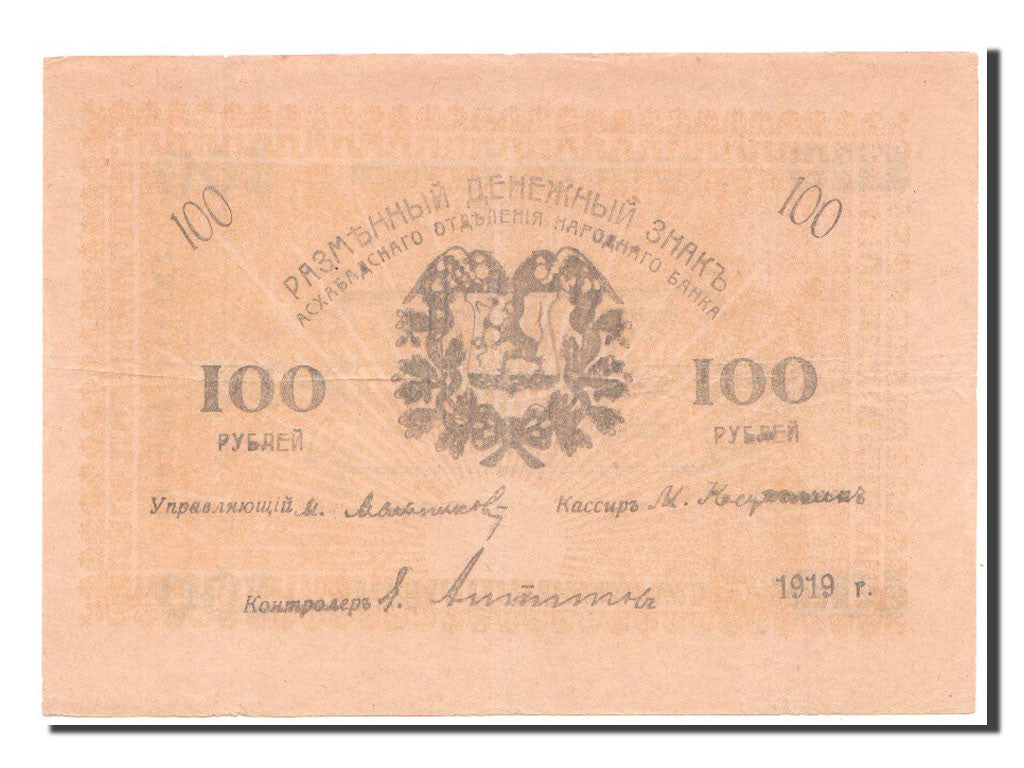 100 100
РАЗМѢННЫЙ ДЕНЕЖНЫЙ ЗНАКЪ
АСХАБАДСКАГО ОТДѢЛЕНІЯ НАРОДНАГО БАНКА
100 100
РУБЛЕЙ РУБЛЕЙ
Управляющій М. Кассиръ М.
Контролеръ
1919 г.